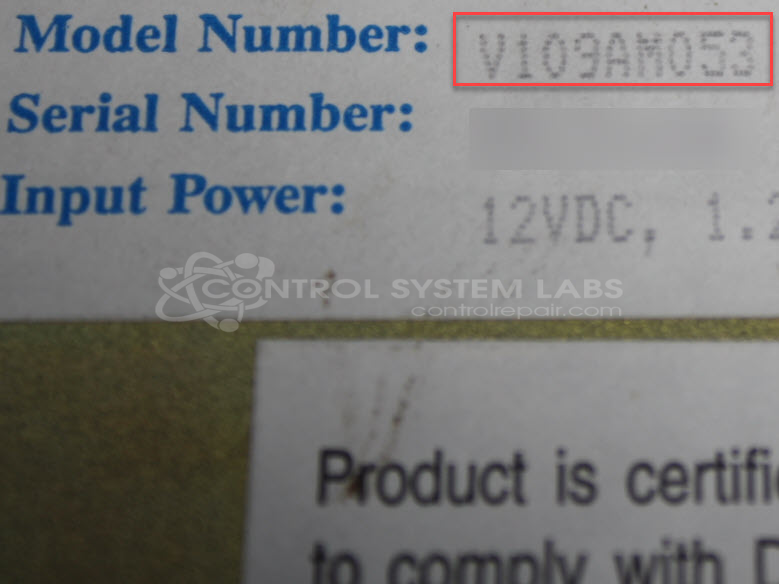 Model Number: V109AM053
Serial Number:
Input Power: 12VDC, 1.2
CONTROL SYSTEM LABS
controlrepair.com
Product is certifi
to comply with D